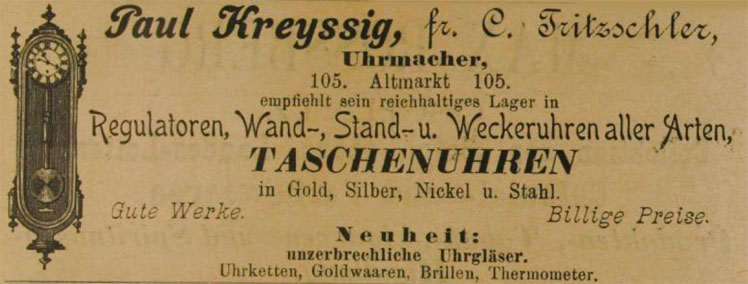 Paul Kreyssig, fr. C. Fritzschler,
Uhrmacher,
105. Altmarkt 105.
empfiehlt sein reichhaltiges Lager in
Regulatoren, Wand-, Stand- u. Weckeruhren aller Arten,
TASCHENUHREN
in Gold, Silber, Nickel u. Stahl.
Gute Werke. Billige Preise.
Neuheit:
unzerbrechliche Uhrgläser.
Uhrketten, Goldwaaren, Brillen, Thermometer.